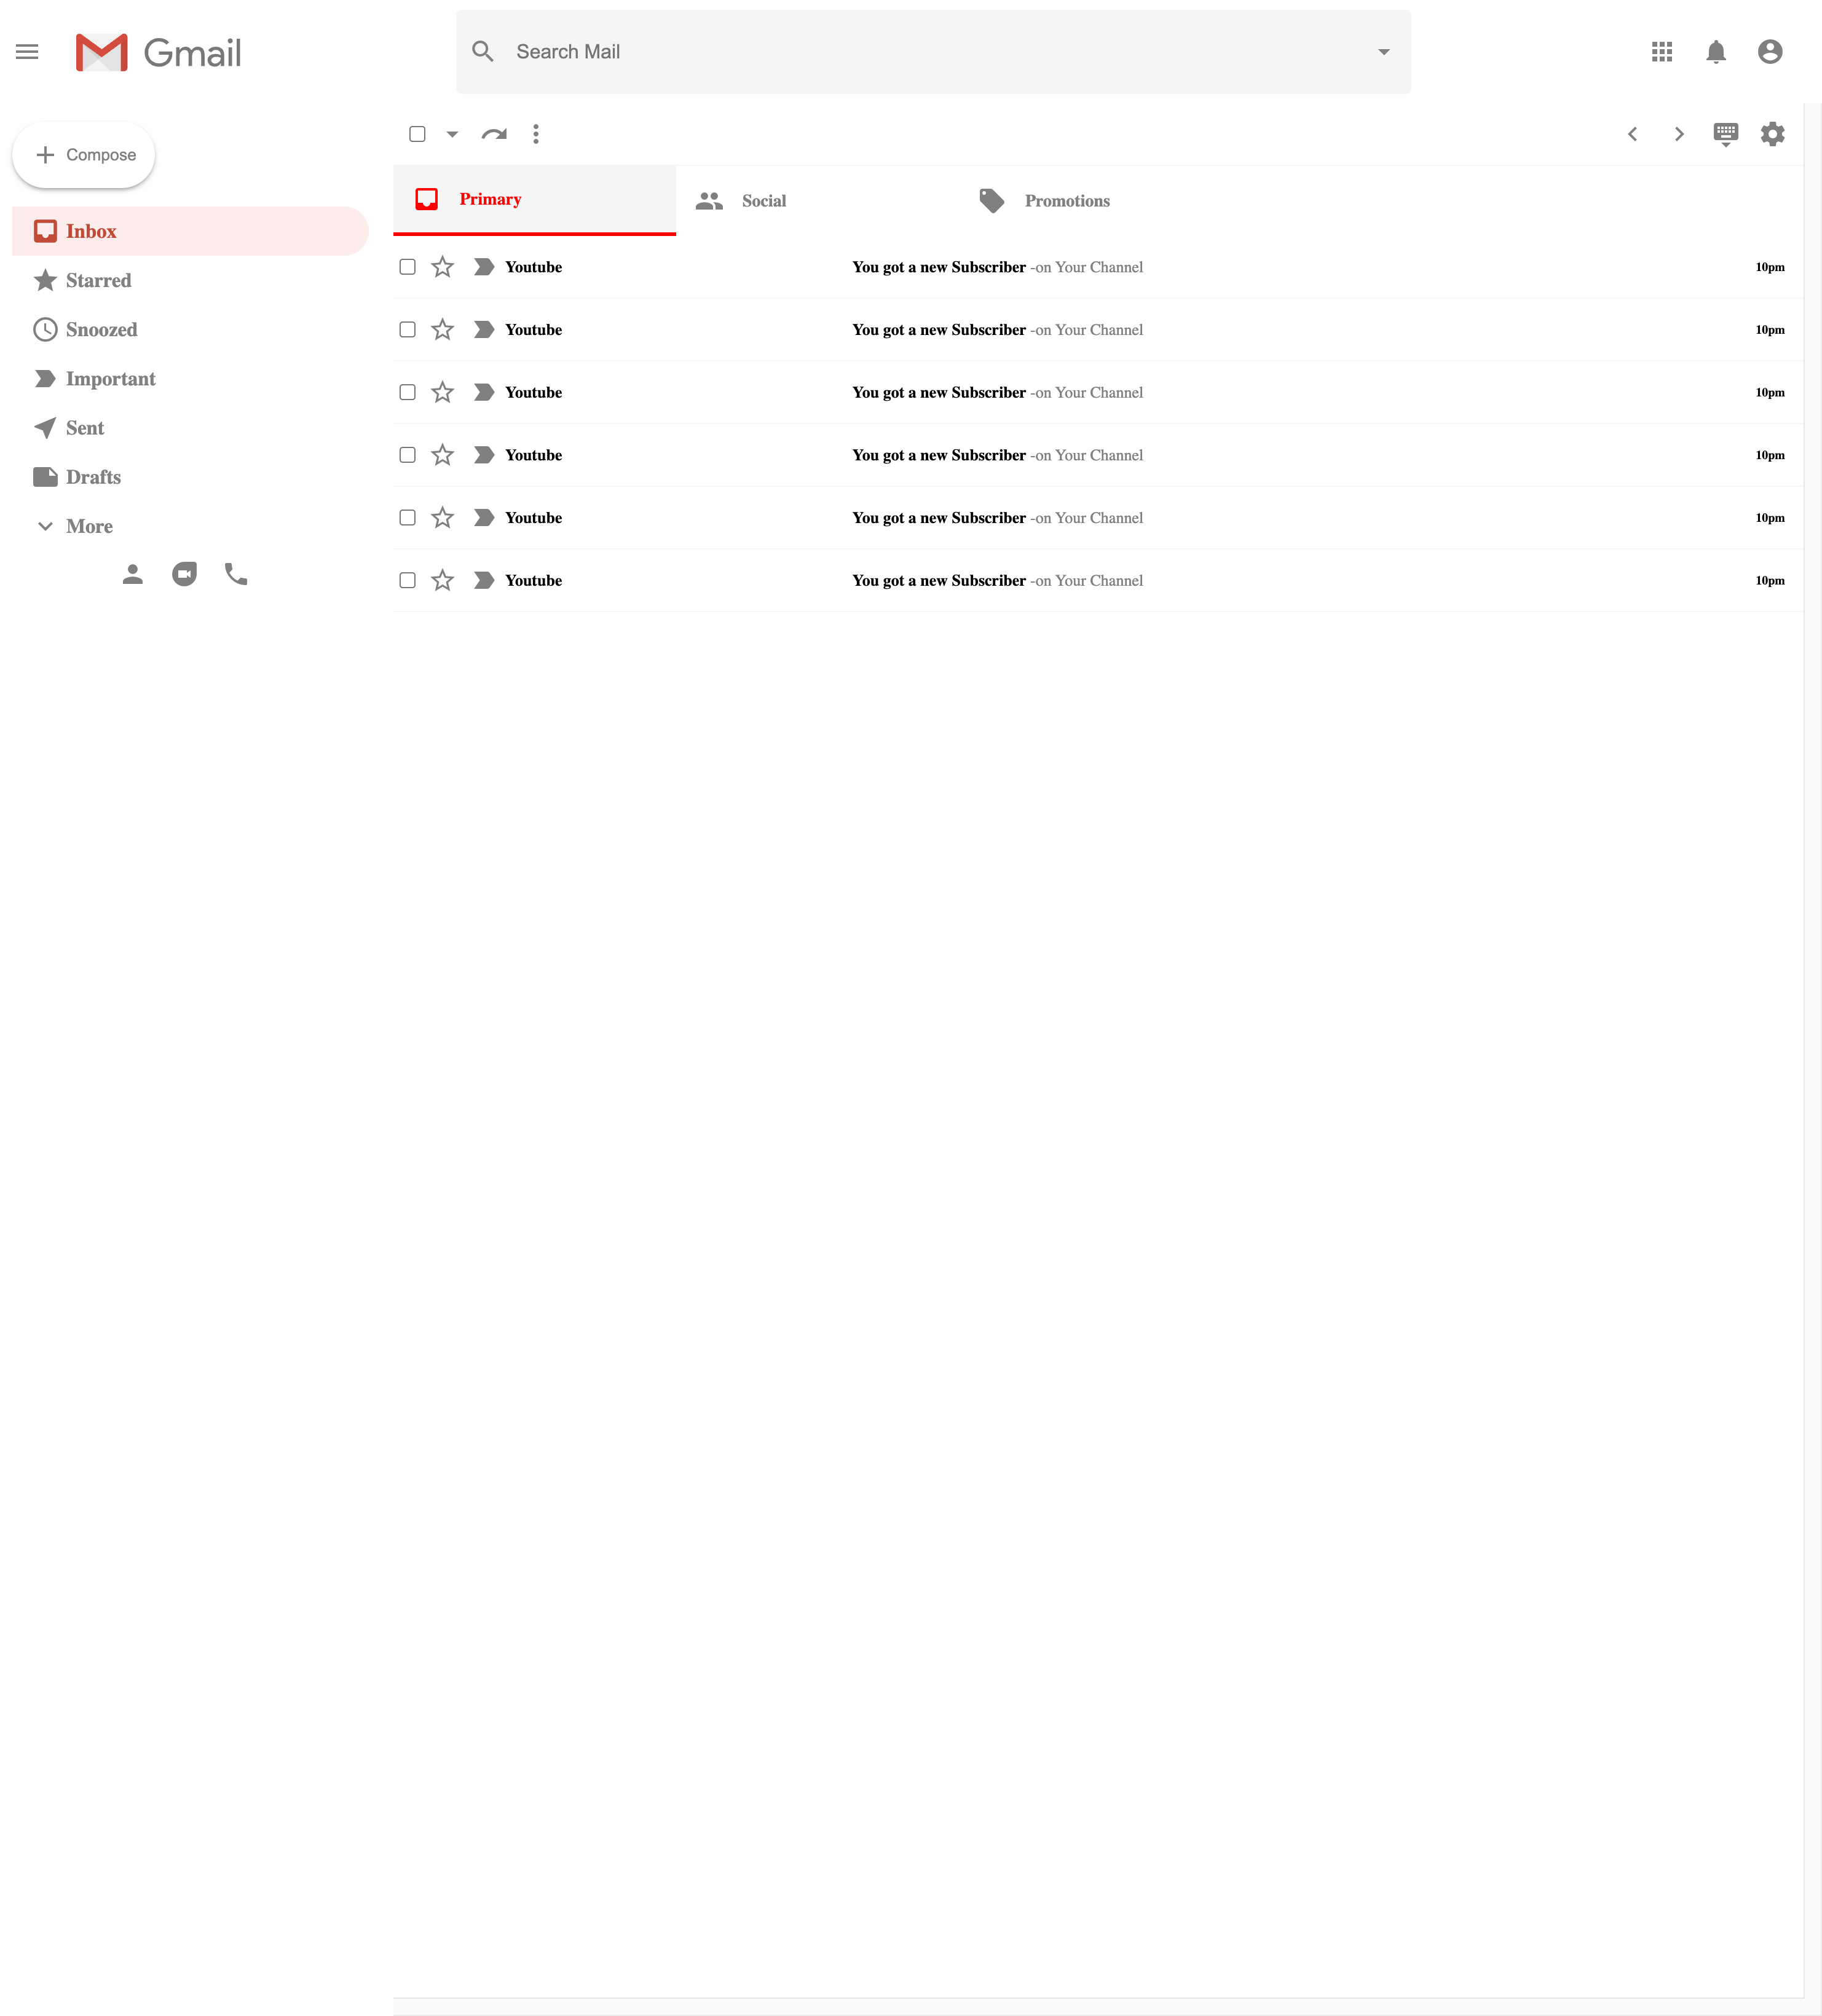 Gmail
Search Mail
Compose
Inbox
Starred
Snoozed
Important
Sent
Drafts
More
Primary
Social
Promotions
Youtube You got a new Subscriber -on Your Channel 10pm
Youtube You got a new Subscriber -on Your Channel 10pm
Youtube You got a new Subscriber -on Your Channel 10pm
Youtube You got a new Subscriber -on Your Channel 10pm
Youtube You got a new Subscriber -on Your Channel 10pm
Youtube You got a new Subscriber -on Your Channel 10pm